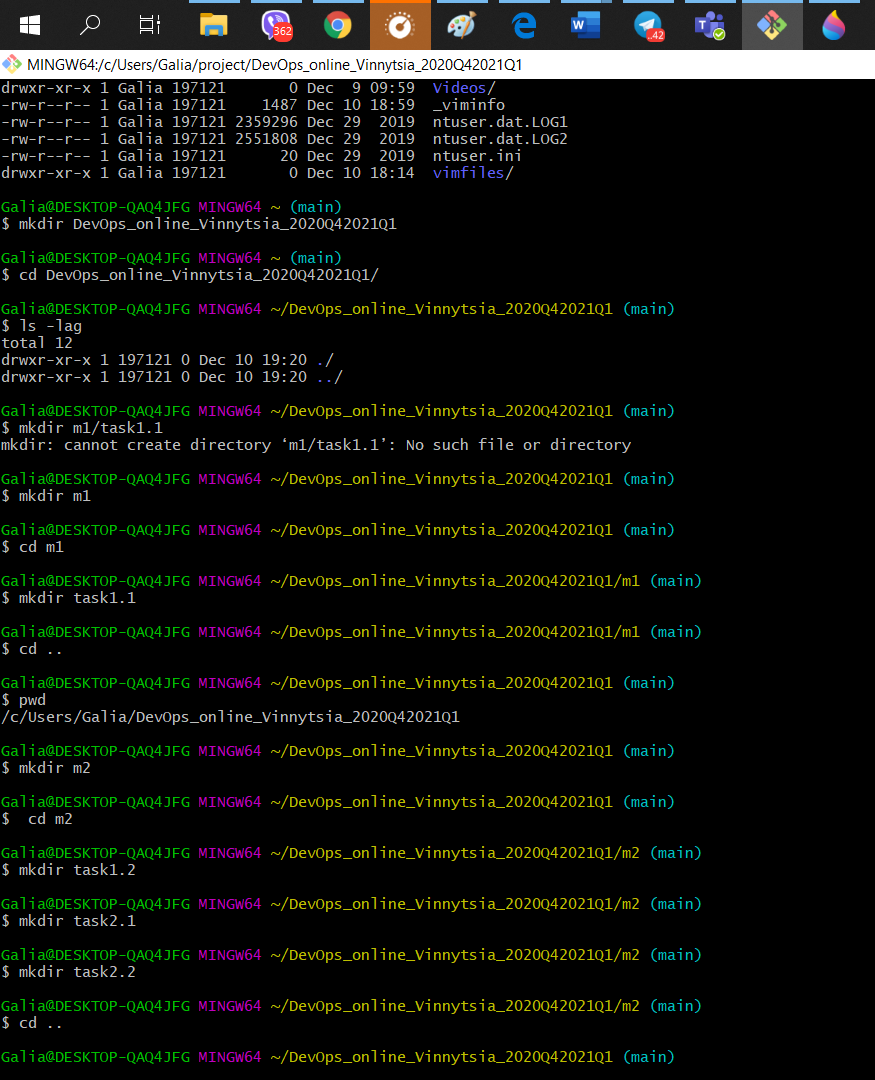 362
.42
MINGW64:/c/Users/Galia/project/DevOps_online_Vinnytsia_2020Q42021Q1
drwxr-xr-x 1 Galia 197121       0 Dec  9 09:59  Videos/
-rw-r--r-- 1 Galia 197121    1487 Dec 10 18:59  _viminfo
-rw-r--r-- 1 Galia 197121 2359296 Dec 29  2019  ntuser.dat.LOG1
-rw-r--r-- 1 Galia 197121 2551808 Dec 29  2019  ntuser.dat.LOG2
-rw-r--r-- 1 Galia 197121      20 Dec 29  2019  ntuser.ini
drwxr-xr-x 1 Galia 197121       0 Dec 10 18:14  vimfiles/
Galia@DESKTOP-QAQ4JFG MINGW64 ~ (main)
$ mkdir DevOps_online_Vinnytsia_2020Q42021Q1
Galia@DESKTOP-QAQ4JFG MINGW64 ~ (main)
$ cd DevOps_online_Vinnytsia_2020Q42021Q1/
Galia@DESKTOP-QAQ4JFG MINGW64 ~/DevOps_online_Vinnytsia_2020Q42021Q1 (main)
$ ls -lag
total 12
drwxr-xr-x 1 197121 0 Dec 10 19:20 ./
drwxr-xr-x 1 197121 0 Dec 10 19:20 ../
Galia@DESKTOP-QAQ4JFG MINGW64 ~/DevOps_online_Vinnytsia_2020Q42021Q1 (main)
$ mkdir m1/task1.1
mkdir: cannot create directory ‘m1/task1.1’: No such file or directory
Galia@DESKTOP-QAQ4JFG MINGW64 ~/DevOps_online_Vinnytsia_2020Q42021Q1 (main)
$ mkdir m1
Galia@DESKTOP-QAQ4JFG MINGW64 ~/DevOps_online_Vinnytsia_2020Q42021Q1 (main)
$ cd m1
Galia@DESKTOP-QAQ4JFG MINGW64 ~/DevOps_online_Vinnytsia_2020Q42021Q1/m1 (main)
$ mkdir task1.1
Galia@DESKTOP-QAQ4JFG MINGW64 ~/DevOps_online_Vinnytsia_2020Q42021Q1/m1 (main)
$ cd ..
Galia@DESKTOP-QAQ4JFG MINGW64 ~/DevOps_online_Vinnytsia_2020Q42021Q1 (main)
$ pwd
/c/Users/Galia/DevOps_online_Vinnytsia_2020Q42021Q1
Galia@DESKTOP-QAQ4JFG MINGW64 ~/DevOps_online_Vinnytsia_2020Q42021Q1 (main)
$ mkdir m2
Galia@DESKTOP-QAQ4JFG MINGW64 ~/DevOps_online_Vinnytsia_2020Q42021Q1 (main)
$  cd m2
Galia@DESKTOP-QAQ4JFG MINGW64 ~/DevOps_online_Vinnytsia_2020Q42021Q1/m2 (main)
$ mkdir task1.2
Galia@DESKTOP-QAQ4JFG MINGW64 ~/DevOps_online_Vinnytsia_2020Q42021Q1/m2 (main)
$ mkdir task2.1
Galia@DESKTOP-QAQ4JFG MINGW64 ~/DevOps_online_Vinnytsia_2020Q42021Q1/m2 (main)
$ mkdir task2.2
Galia@DESKTOP-QAQ4JFG MINGW64 ~/DevOps_online_Vinnytsia_2020Q42021Q1/m2 (main)
$ cd ..
Galia@DESKTOP-QAQ4JFG MINGW64 ~/DevOps_online_Vinnytsia_2020Q42021Q1 (main)